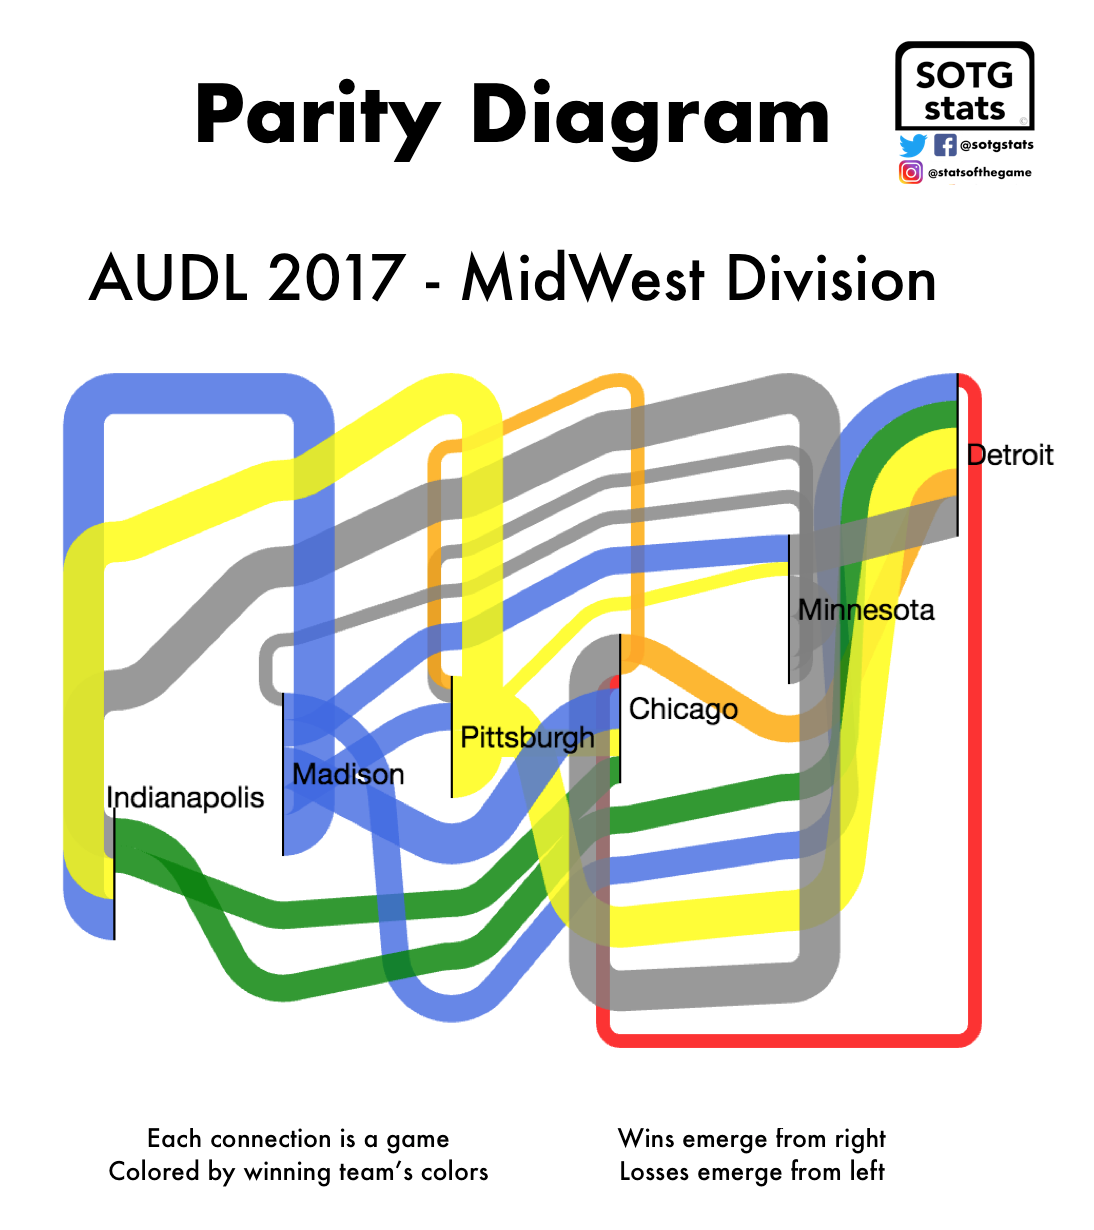 Parity Diagram
SOTG
stats
©
@sotgstats
@statsofthegame
AUDL 2017 - MidWest Division
Detroit
Minnesota
Chicago
Pittsburgh
Madison
Indianapolis
Each connection is a game
Colored by winning team’s colors
Wins emerge from right
Losses emerge from left